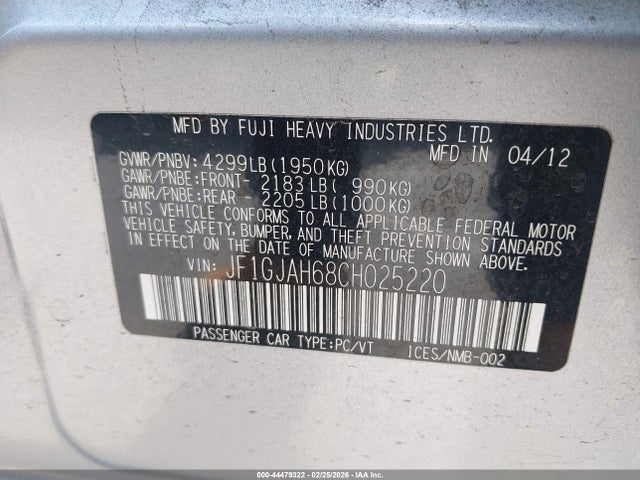 MFD BY FUJI HEAVY INDUSTRIES LTD.
MFD IN 04/12
GVWR/PNBV: 4299LB (1950KG)
GAWR/PNBE:FRONT- 2183 LB ( 990KG)
GAWR/PNBE:REAR - 2205 LB (1000KG)
THIS VEHICLE CONFORMS TO ALL APPLICABLE FEDERAL MOTOR
VEHICLE SAFETY, BUMPER, AND THEFT PREVENTION STANDARDS
IN EFFECT ON THE DATE OF MANUFACTURE SHOWN ABOVE.
VIN: JF1GJAH68CH025220
PASSENGER CAR TYPE:PC/VT ICES/NMB-002
000-44479322 - 02/25/2026 - COPYRIGHT IAA, LLC